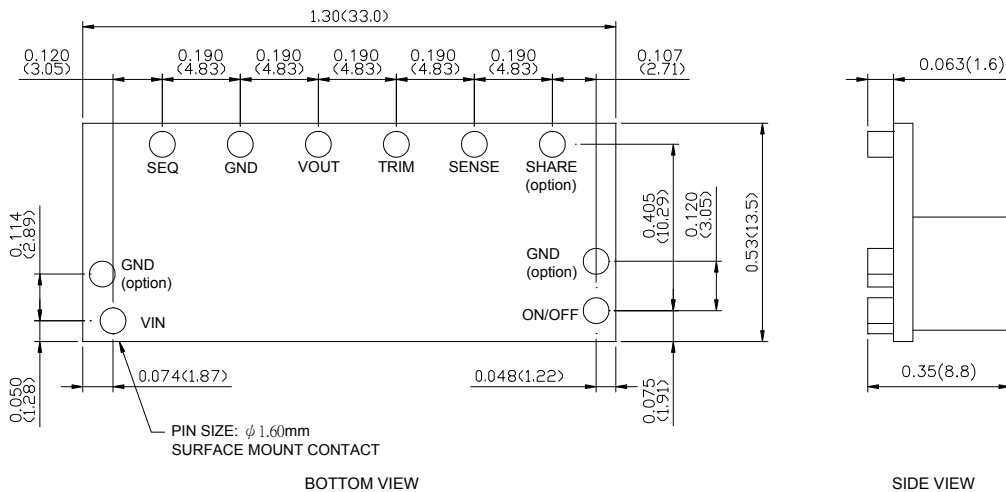 1.30(33.0)
0.120
(3.05)
0.190
(4.83)
0.190
(4.83)
0.190
(4.83)
0.190
(4.83)
0.190
(4.83)
0.107
(2.71)
0.063(1.6)
SEQ
GND
VOUT
TRIM
SENSE
SHARE
(option)
0.114
(2.89)
0.405
(10.29)
0.120
(3.05)
0.53(13.5)
GND
(option)
GND
(option)
VIN
ON/OFF
0.050
(1.28)
0.074(1.87)
0.048(1.22)
0.075
(1.91)
0.35(8.8)
PIN SIZE: ϕ1.60mm
SURFACE MOUNT CONTACT
BOTTOM VIEW
SIDE VIEW